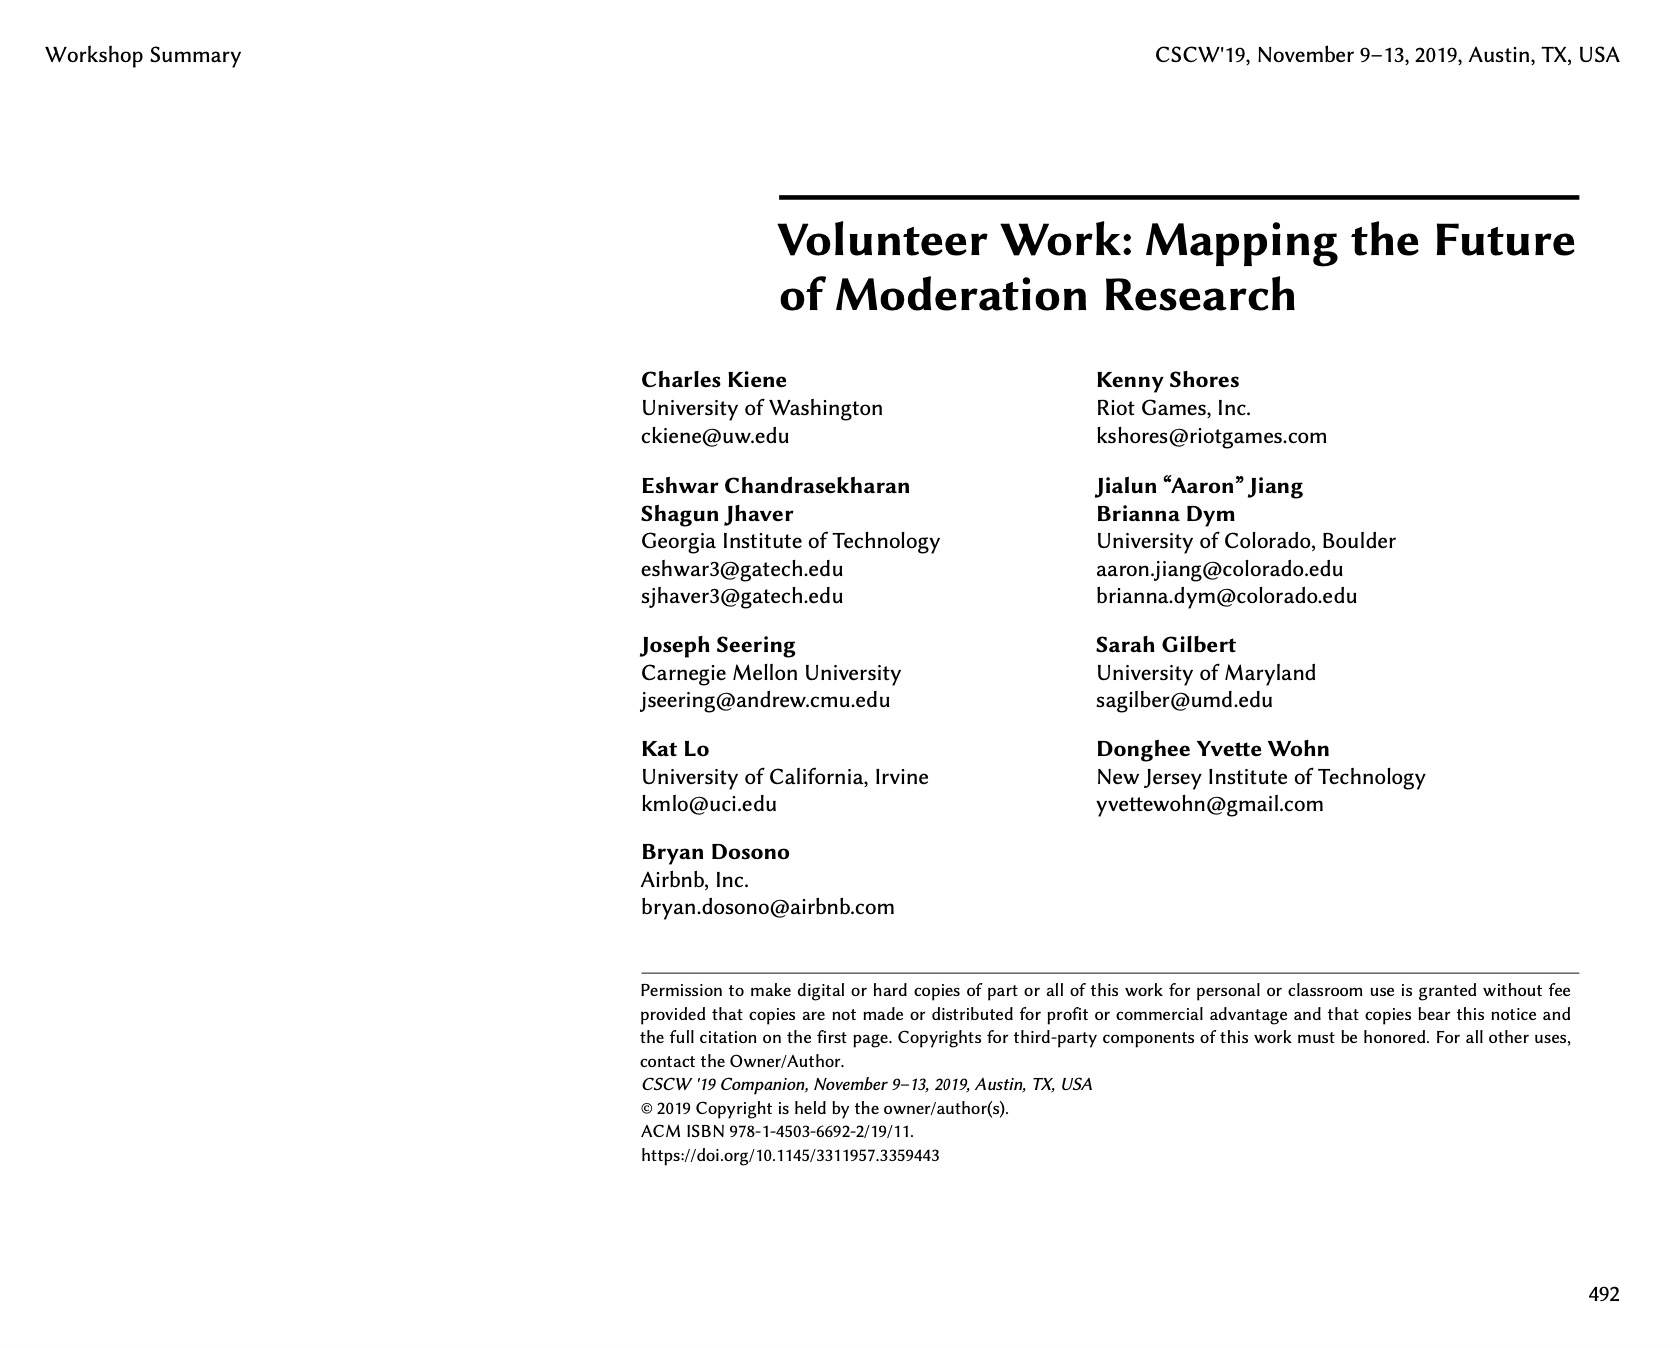 Workshop Summary
CSCW'19, November 9–13, 2019, Austin, TX, USA
Volunteer Work: Mapping the Future
of Moderation Research
Charles Kiene
University of Washington
ckiene@uw.edu
Kenny Shores
Riot Games, Inc.
kshores@riotgames.com
Eshwar Chandrasekharan
Shagun Jhaver
Georgia Institute of Technology
eshwar3@gatech.edu
sjhaver3@gatech.edu
Jialun “Aaron” Jiang
Brianna Dym
University of Colorado, Boulder
aaron.jiang@colorado.edu
brianna.dym@colorado.edu
Joseph Seering
Carnegie Mellon University
jseering@andrew.cmu.edu
Sarah Gilbert
University of Maryland
sagilber@umd.edu
Kat Lo
University of California, Irvine
kmlo@uci.edu
Donghee Yvette Wohn
New Jersey Institute of Technology
yvettewohn@gmail.com
Bryan Dosono
Airbnb, Inc.
bryan.dosono@airbnb.com
Permission to make digital or hard copies of part or all of this work for personal or classroom use is granted without fee
provided that copies are not made or distributed for profit or commercial advantage and that copies bear this notice and
the full citation on the first page. Copyrights for third-party components of this work must be honored. For all other uses,
contact the Owner/Author.
CSCW '19 Companion, November 9–13, 2019, Austin, TX, USA
© 2019 Copyright is held by the owner/author(s).
ACM ISBN 978-1-4503-6692-2/19/11.
https://doi.org/10.1145/3311957.3359443
492